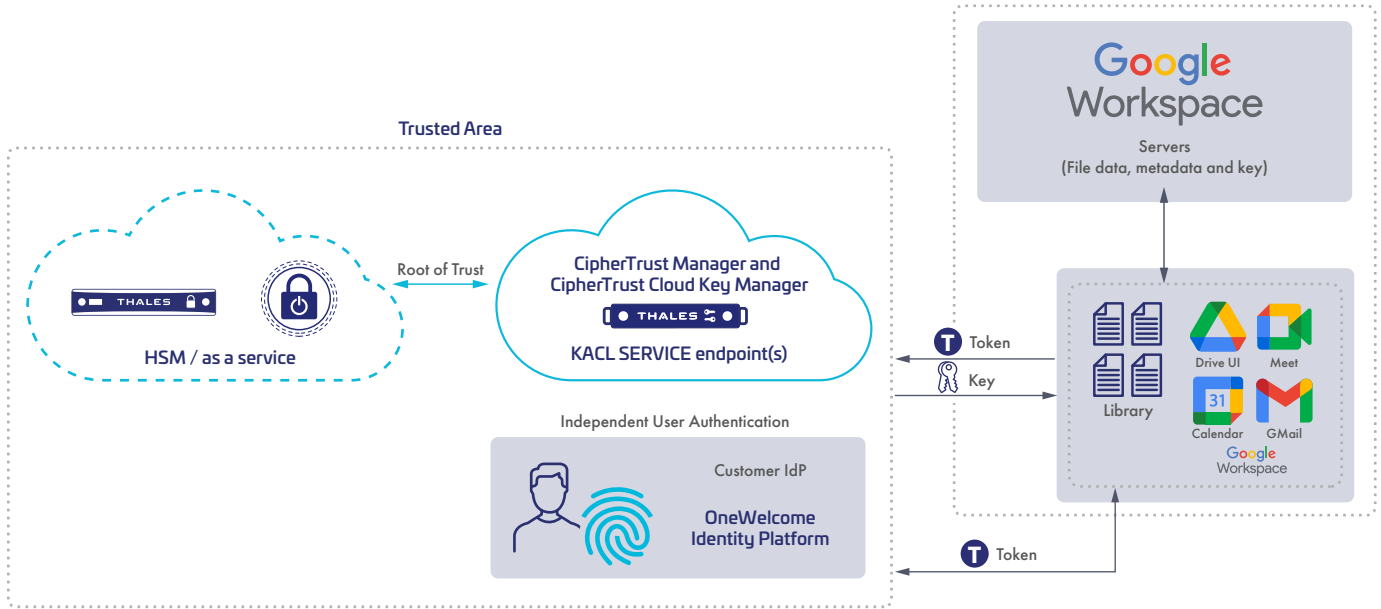 Trusted Area
THALES
HSM / as a service
Root of Trust
CipherTrust Manager and
CipherTrust Cloud Key Manager
THALES
KACL SERVICE endpoint(s)
Independent User Authentication
Customer IdP
OneWelcome
Identity Platform
T Token
Key
T Token
Google
Workspace
Servers
(File data, metadata and key)
Library
Drive UI
Meet
31
Calendar
GMail
Google
Workspace